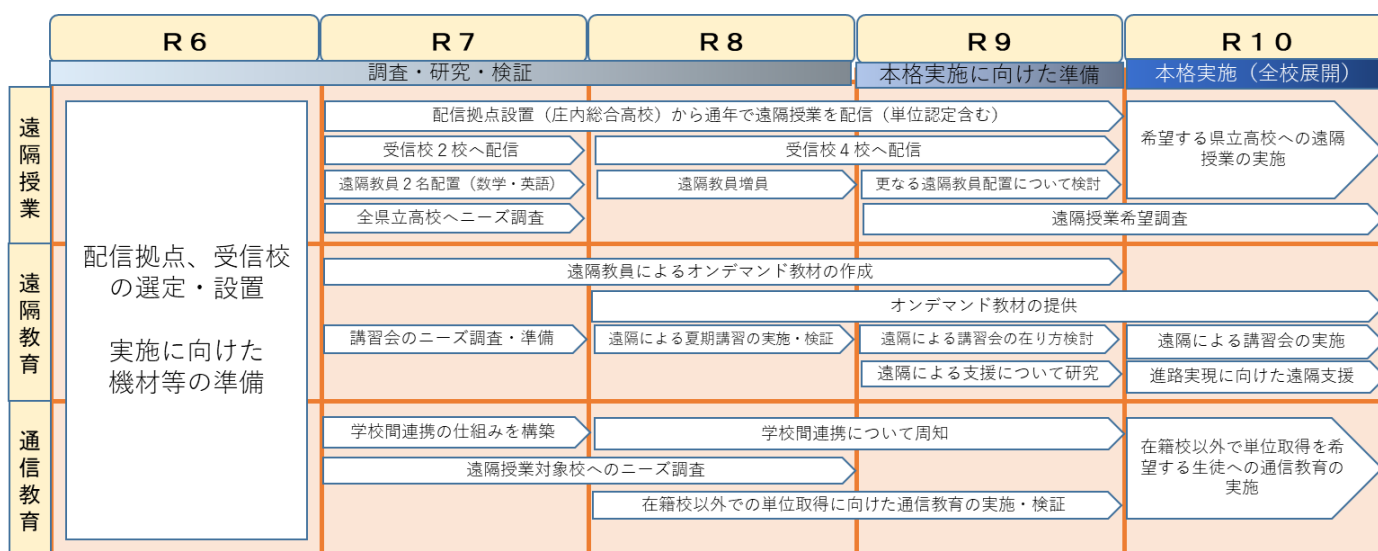 R6
R7
R8
R9
R10
調査・研究・検証
本格実施に向けた準備
本格実施（全校展開）
遠隔授業
配信拠点、受信校
の選定・設置
実施に向けた
機材等の準備
配信拠点設置（庄内総合高校）から通年で遠隔授業を配信（単位認定含む）
受信校２校へ配信
受信校４校へ配信
希望する県立高校への遠隔
授業の実施
遠隔教員２名配置（数学・英語）
遠隔教員増員
更なる遠隔教員配置について検討
全県立高校へニーズ調査
遠隔授業希望調査
遠隔教育
遠隔教員によるオンデマンド教材の作成
オンデマンド教材の提供
講習会のニーズ調査・準備
遠隔による夏期講習の実施・検証
遠隔による講習会の在り方検討
遠隔による講習会の実施
遠隔による支援について研究
進路実現に向けた遠隔支援
通信教育
学校間連携の仕組みを構築
学校間連携について周知
在籍校以外で単位取得を希
望する生徒への通信教育の
実施
遠隔授業対象校へのニーズ調査
在籍校以外での単位取得に向けた通信教育の実施・検証